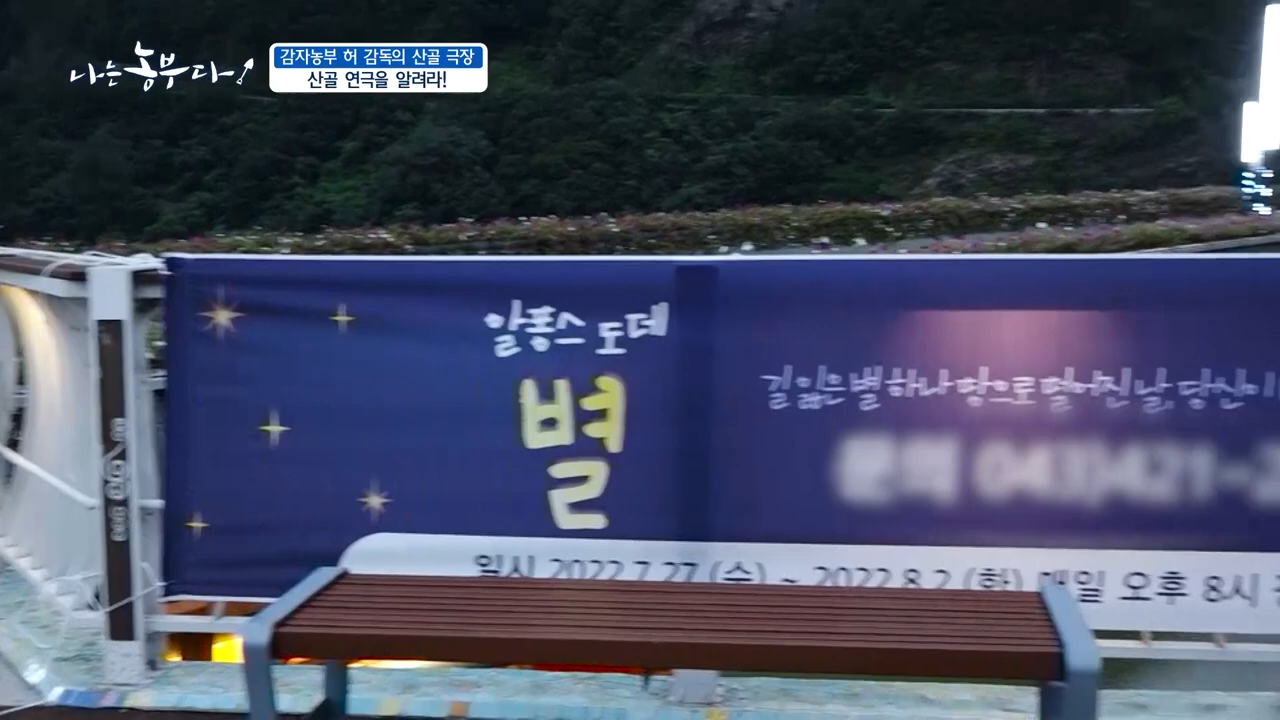 나는 농부다!
감자농부 허 감독의 산골 극장
산골 연극을 알려라!
알퐁스 도데
별
길 잃은 별 하나 땅으로 떨어진 날, 당신이
일시 2022.7.27 (수) ~ 2022.8.2 (화) 매일 오후 8시